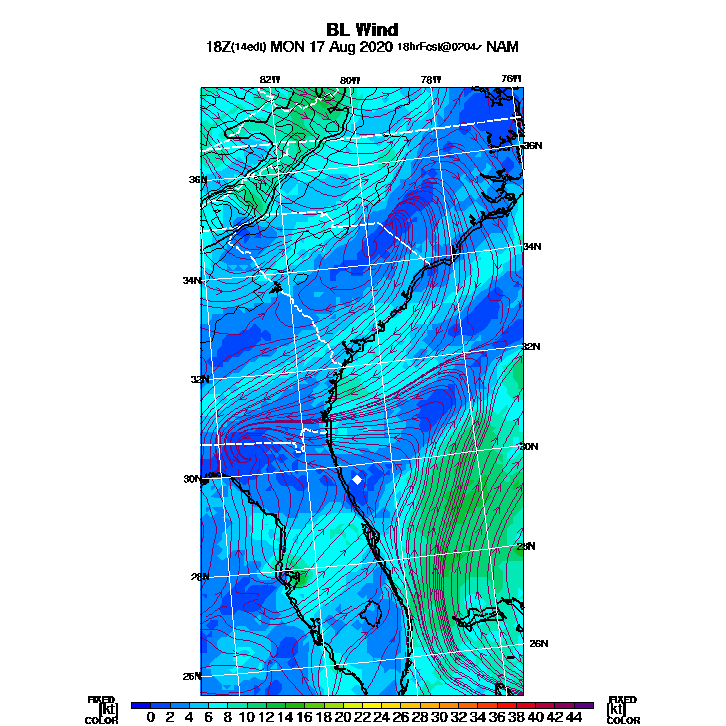 BL Wind
18Z(14edt) MON 17 Aug 2020 18hrFcst@0704z NAM
82W 80W 78W 76W
36N
36N
34N
34N
32N
32N
30N
30N
28N
28N
26N
26N
FIXED FIXED
[kt] 0 2 4 6 8 10 12 14 16 18 20 22 24 26 28 30 32 34 36 38 40 42 44 [kt]
COLOR COLOR